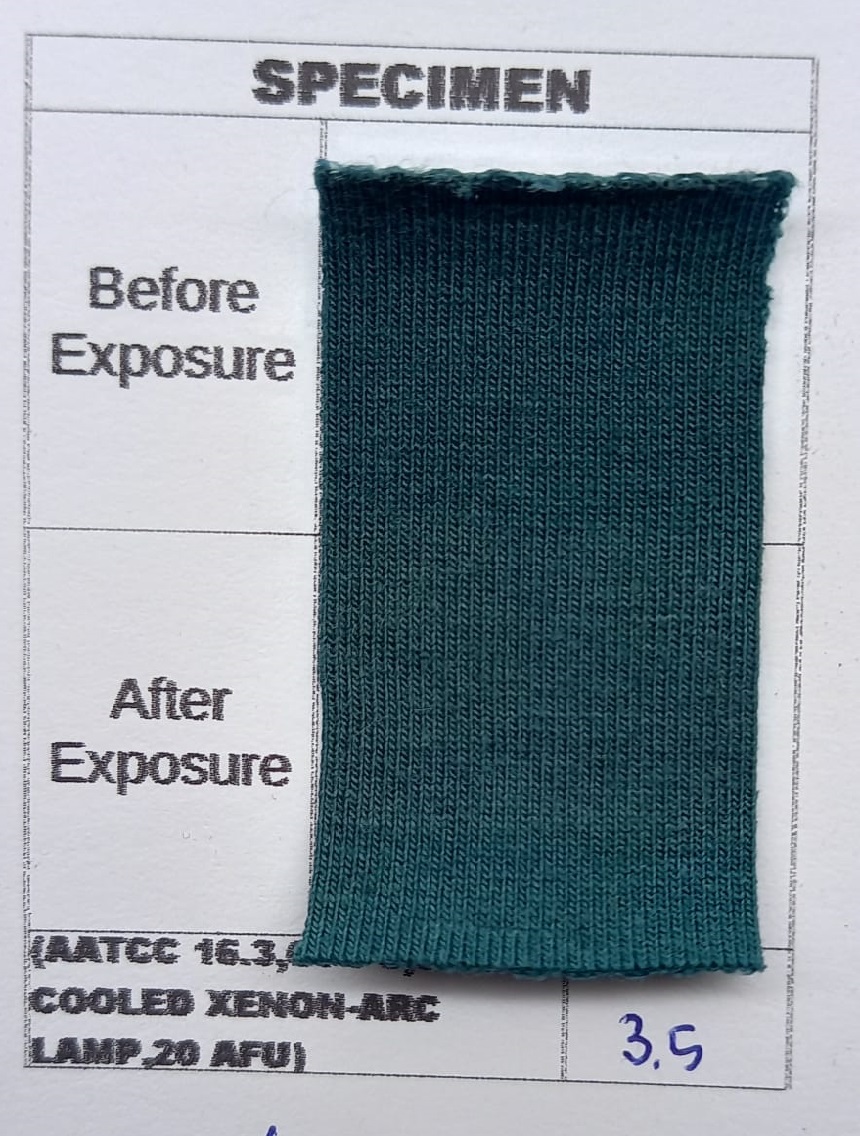 SPECIMEN
Before
Exposure
After
Exposure
(AATCC 16.3,
COOLED XENON-ARC
LAMP,20 AFU)
3.5